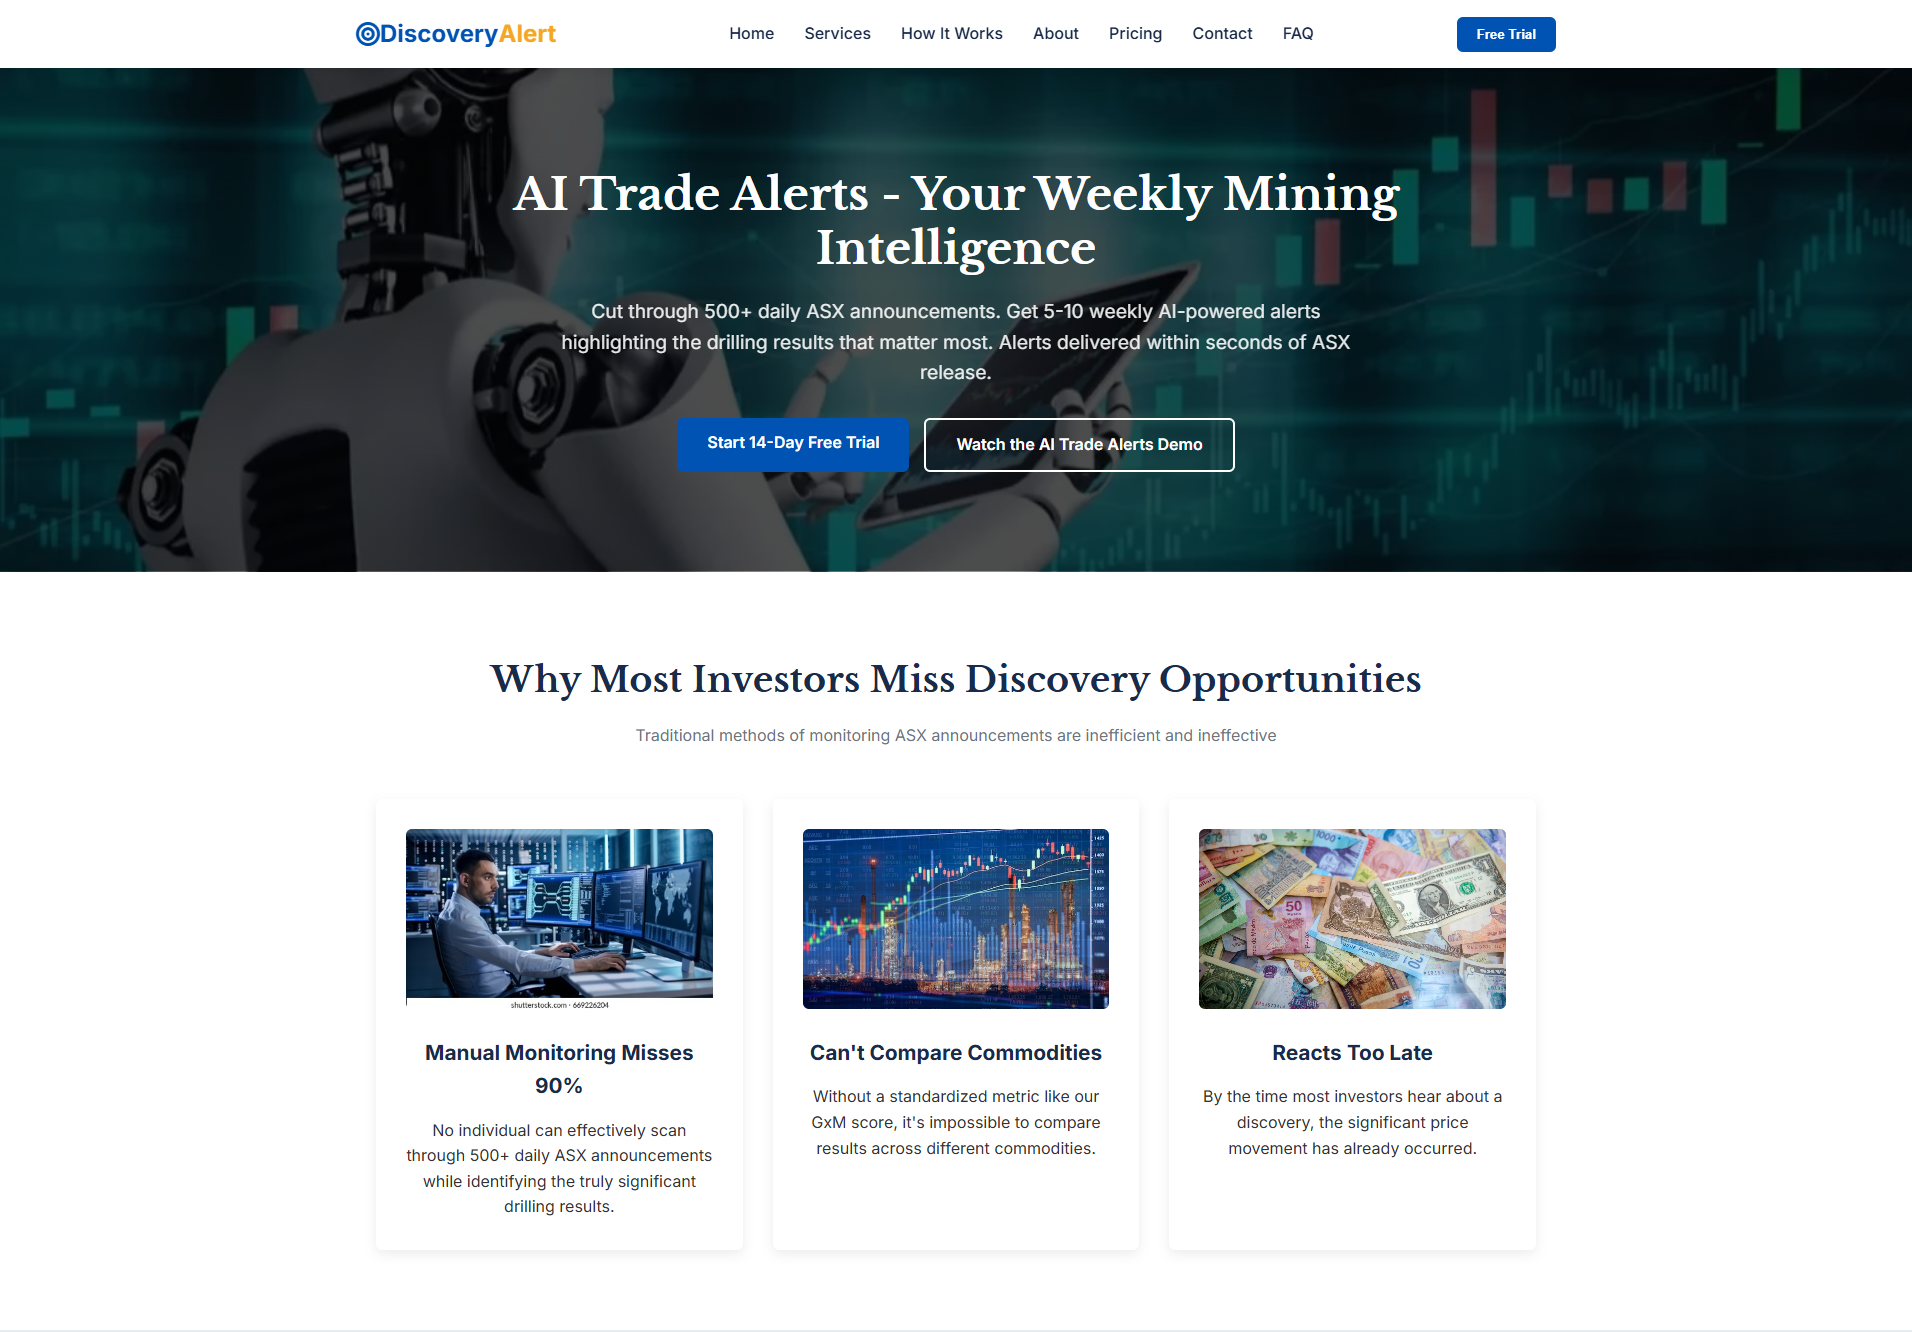 DiscoveryAlert
Home
Services
How It Works
About
Pricing
Contact
FAQ
Free Trial
AI Trade Alerts - Your Weekly Mining
Intelligence
Cut through 500+ daily ASX announcements. Get 5-10 weekly AI-powered alerts
highlighting the drilling results that matter most. Alerts delivered within seconds of ASX
release.
Start 14-Day Free Trial
Watch the AI Trade Alerts Demo
Why Most Investors Miss Discovery Opportunities
Traditional methods of monitoring ASX announcements are inefficient and ineffective
shutterstock.com · 669226204
Manual Monitoring Misses
90%
No individual can effectively scan
through 500+ daily ASX announcements
while identifying the truly significant
drilling results.
Can't Compare Commodities
Without a standardized metric like our
GxM score, it's impossible to compare
results across different commodities.
Reacts Too Late
By the time most investors hear about a
discovery, the significant price
movement has already occurred.